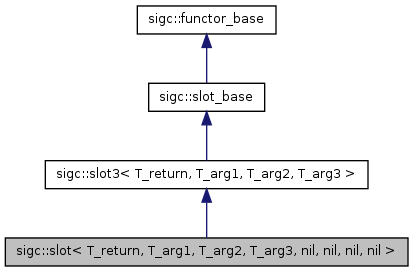 sigc::functor_base
sigc::slot_base
sigc::slot3< T_return, T_arg1, T_arg2, T_arg3 >
sigc::slot< T_return, T_arg1, T_arg2, T_arg3, nil, nil, nil, nil >